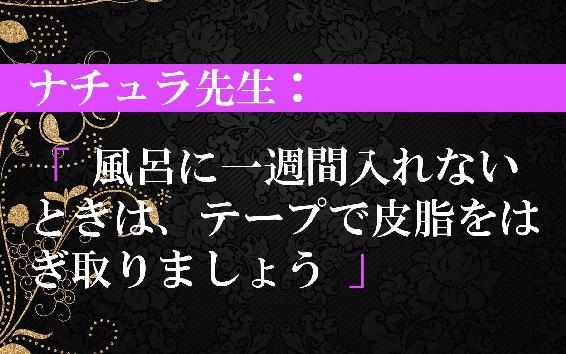 ナチュラ先生：
「 風呂に一週間入れない
ときは、テープで皮脂をは
ぎ取りましょう 」